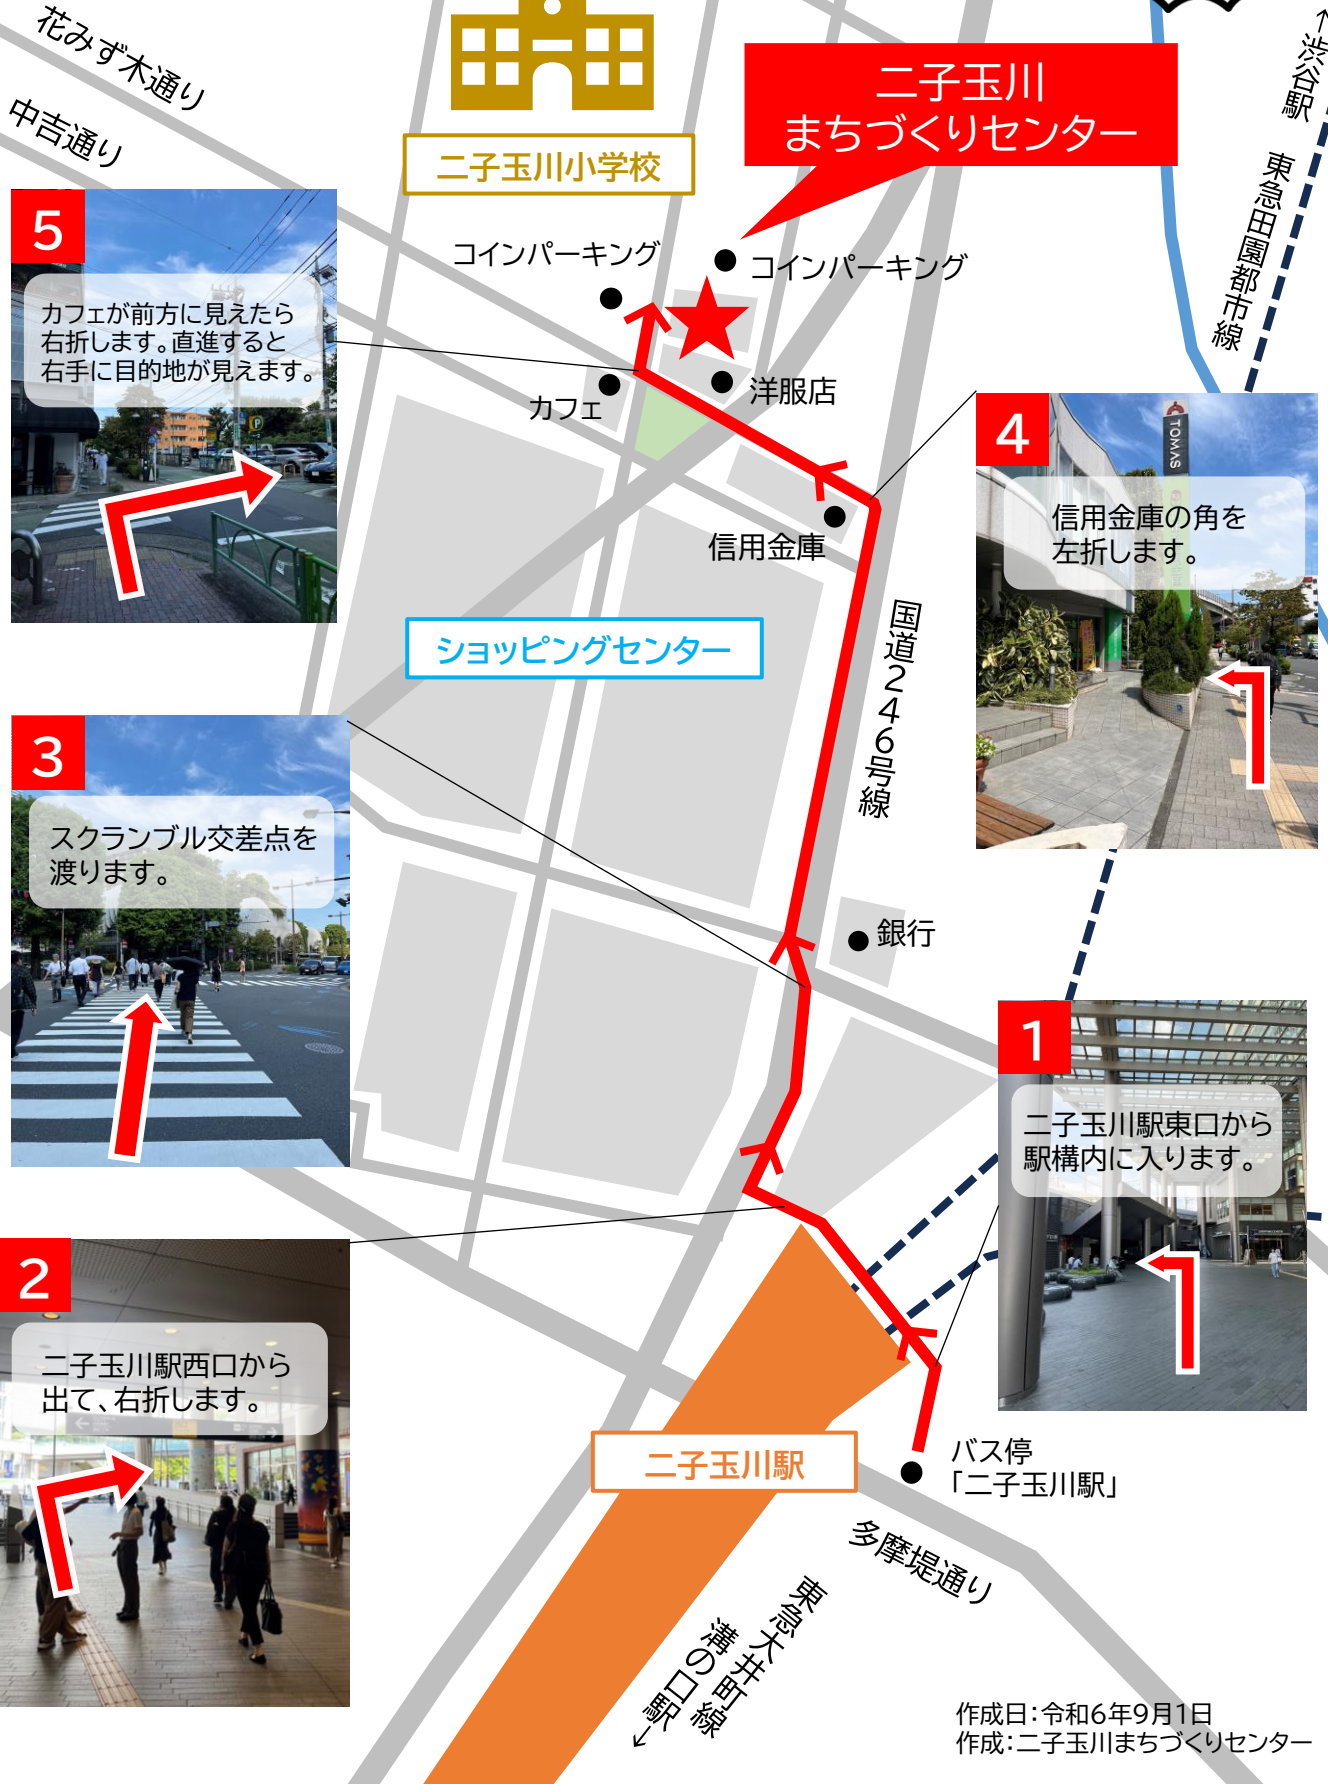 花みず木通り
中吉通り
二子玉川小学校
二子玉川
まちづくりセンター
↑渋谷駅 東急田園都市線
コインパーキング
コインパーキング
カフェ
洋服店
信用金庫
国道246号線
ショッピングセンター
銀行
5
カフェが前方に見えたら
右折します。直進すると
右手に目的地が見えます。
4
TOMAS
信用金庫の角を
左折します。
3
スクランブル交差点を
渡ります。
1
二子玉川駅東口から
駅構内に入ります。
2
二子玉川駅西口から
出て、右折します。
二子玉川駅
バス停
「二子玉川駅」
多摩堤通り
東急大井町線
溝の口駅→
作成日：令和6年9月1日
作成：二子玉川まちづくりセンター